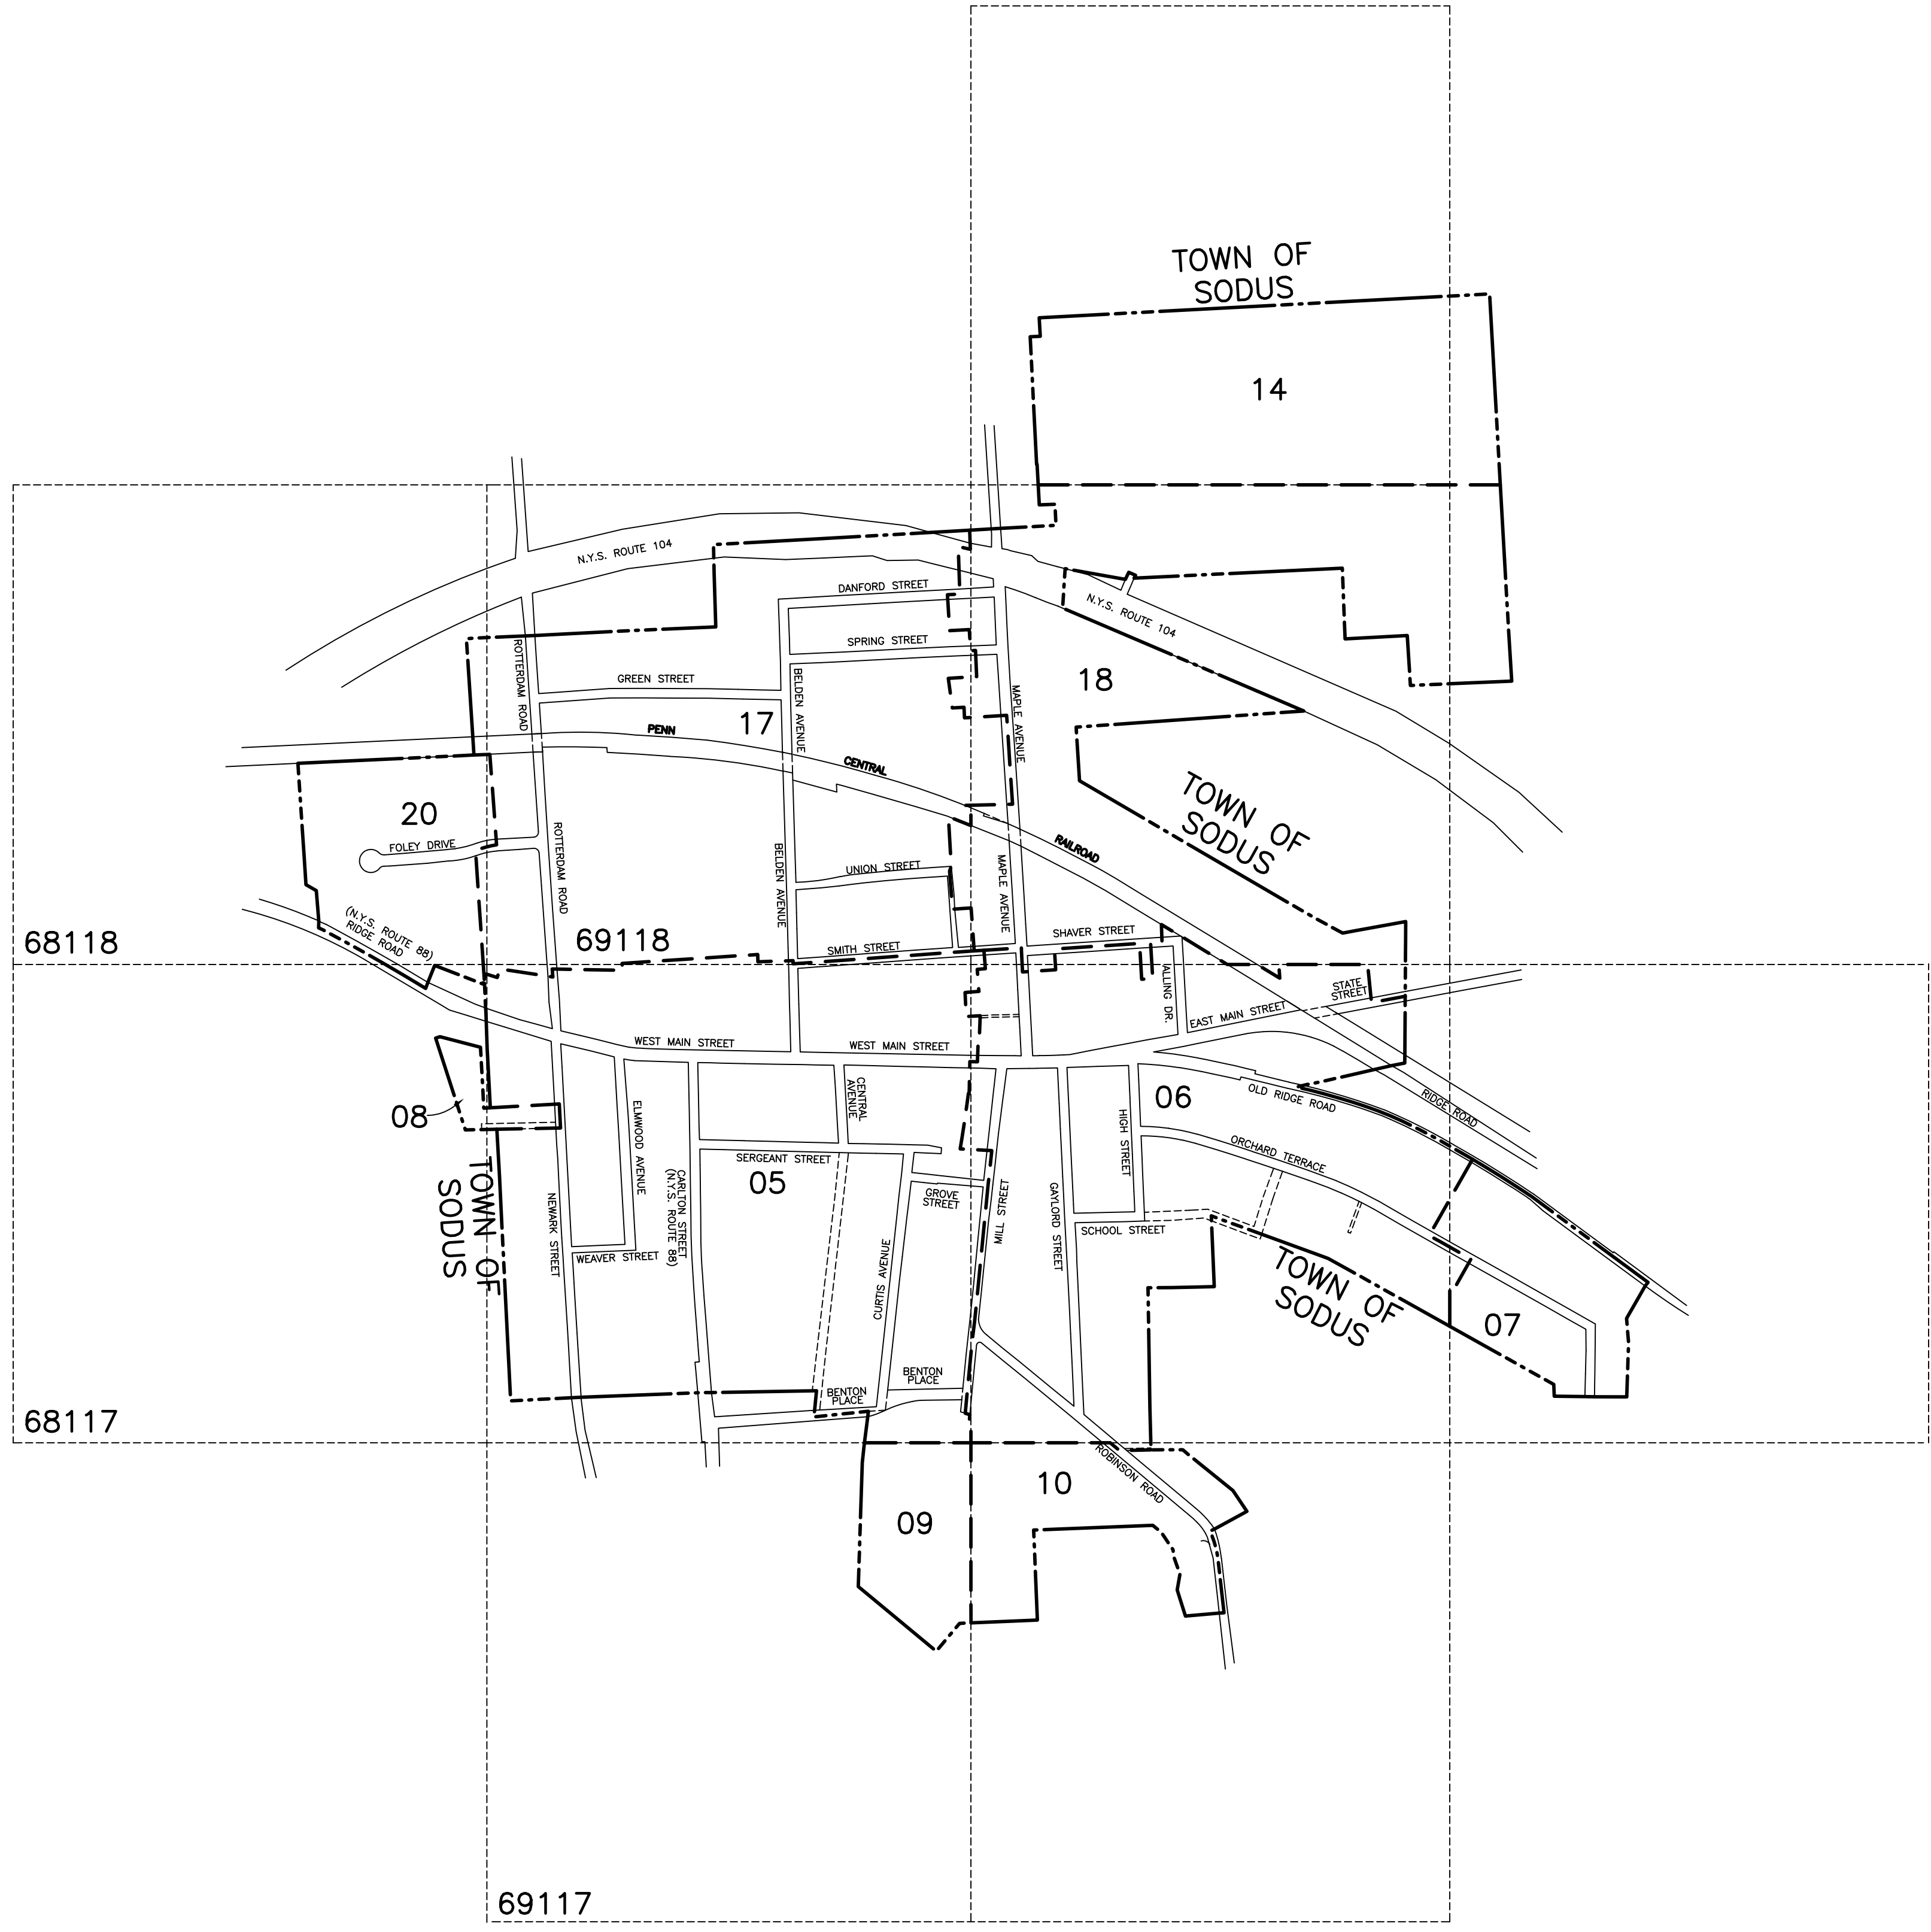 TOWN OF
SODUS
14
N.Y.S. ROUTE 104
DANFORD STREET
N.Y.S. ROUTE 104
SPRING STREET
ROTTERDAM ROAD
GREEN STREET
BELDEN AVENUE
MAPLE AVENUE
18
17
PENN
CENTRAL
RAILROAD
TOWN OF
SODUS
20
FOLEY DRIVE
ROTTERDAM ROAD
BELDEN AVENUE
UNION STREET
MAPLE AVENUE
(N.Y.S. ROUTE 88)
RIDGE ROAD
68118
69118
SMITH STREET
SHAVER STREET
ALLING DR.
STATE
STREET
EAST MAIN STREET
WEST MAIN STREET
WEST MAIN STREET
08
CENTRAL
AVENUE
06
OLD RIDGE ROAD
RIDGE ROAD
ELMWOOD AVENUE
HIGH STREET
ORCHARD TERRACE
SERGEANT STREET
05
TOWN OF
SODUS
NEWARK STREET
CARLTON STREET
(N.Y.S. ROUTE 88)
GROVE
STREET
MILL STREET
GAYLORD STREET
SCHOOL STREET
WEAVER STREET
CURTIS AVENUE
TOWN OF
SODUS
07
BENTON
PLACE
BENTON
PLACE
68117
ROBINSON ROAD
10
09
69117